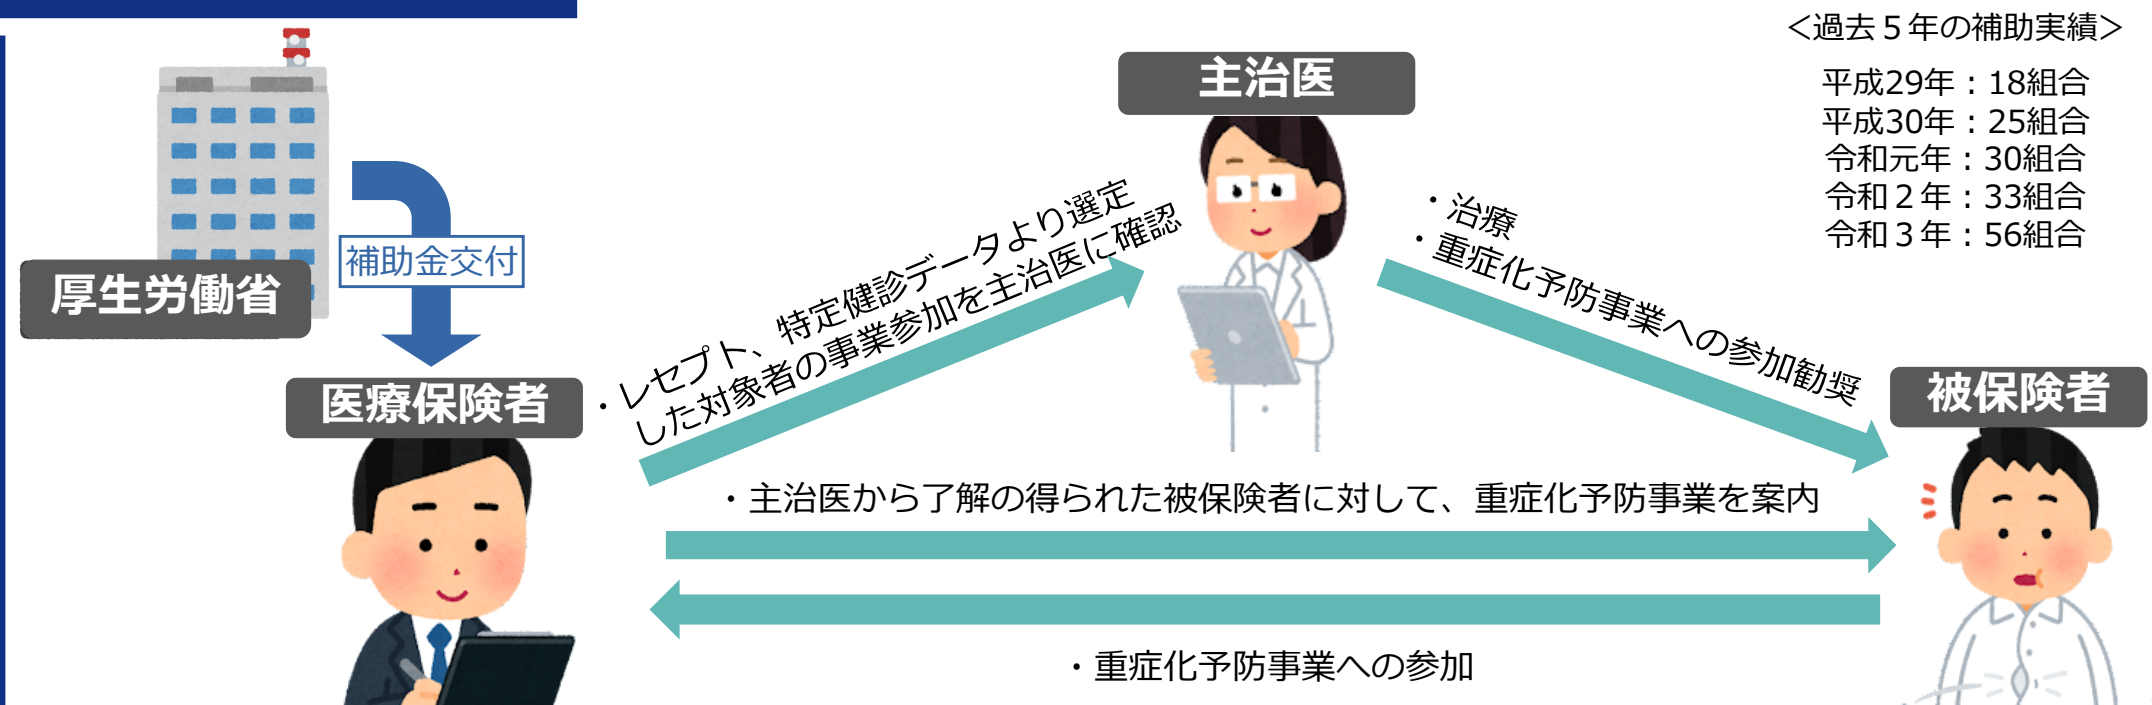 ＜過去５年の補助実績＞
平成29年：18組合
平成30年：25組合
令和元年：30組合
令和２年：33組合
令和３年：56組合
主治医
厚生労働省
補助金交付
医療保険者
・レセプト、特定健診データより選定
した対象者の事業参加を主治医に確認
・治療
・重症化予防事業への参加勧奨
被保険者
・主治医から了解の得られた被保険者に対して、重症化予防事業を案内
・重症化予防事業への参加